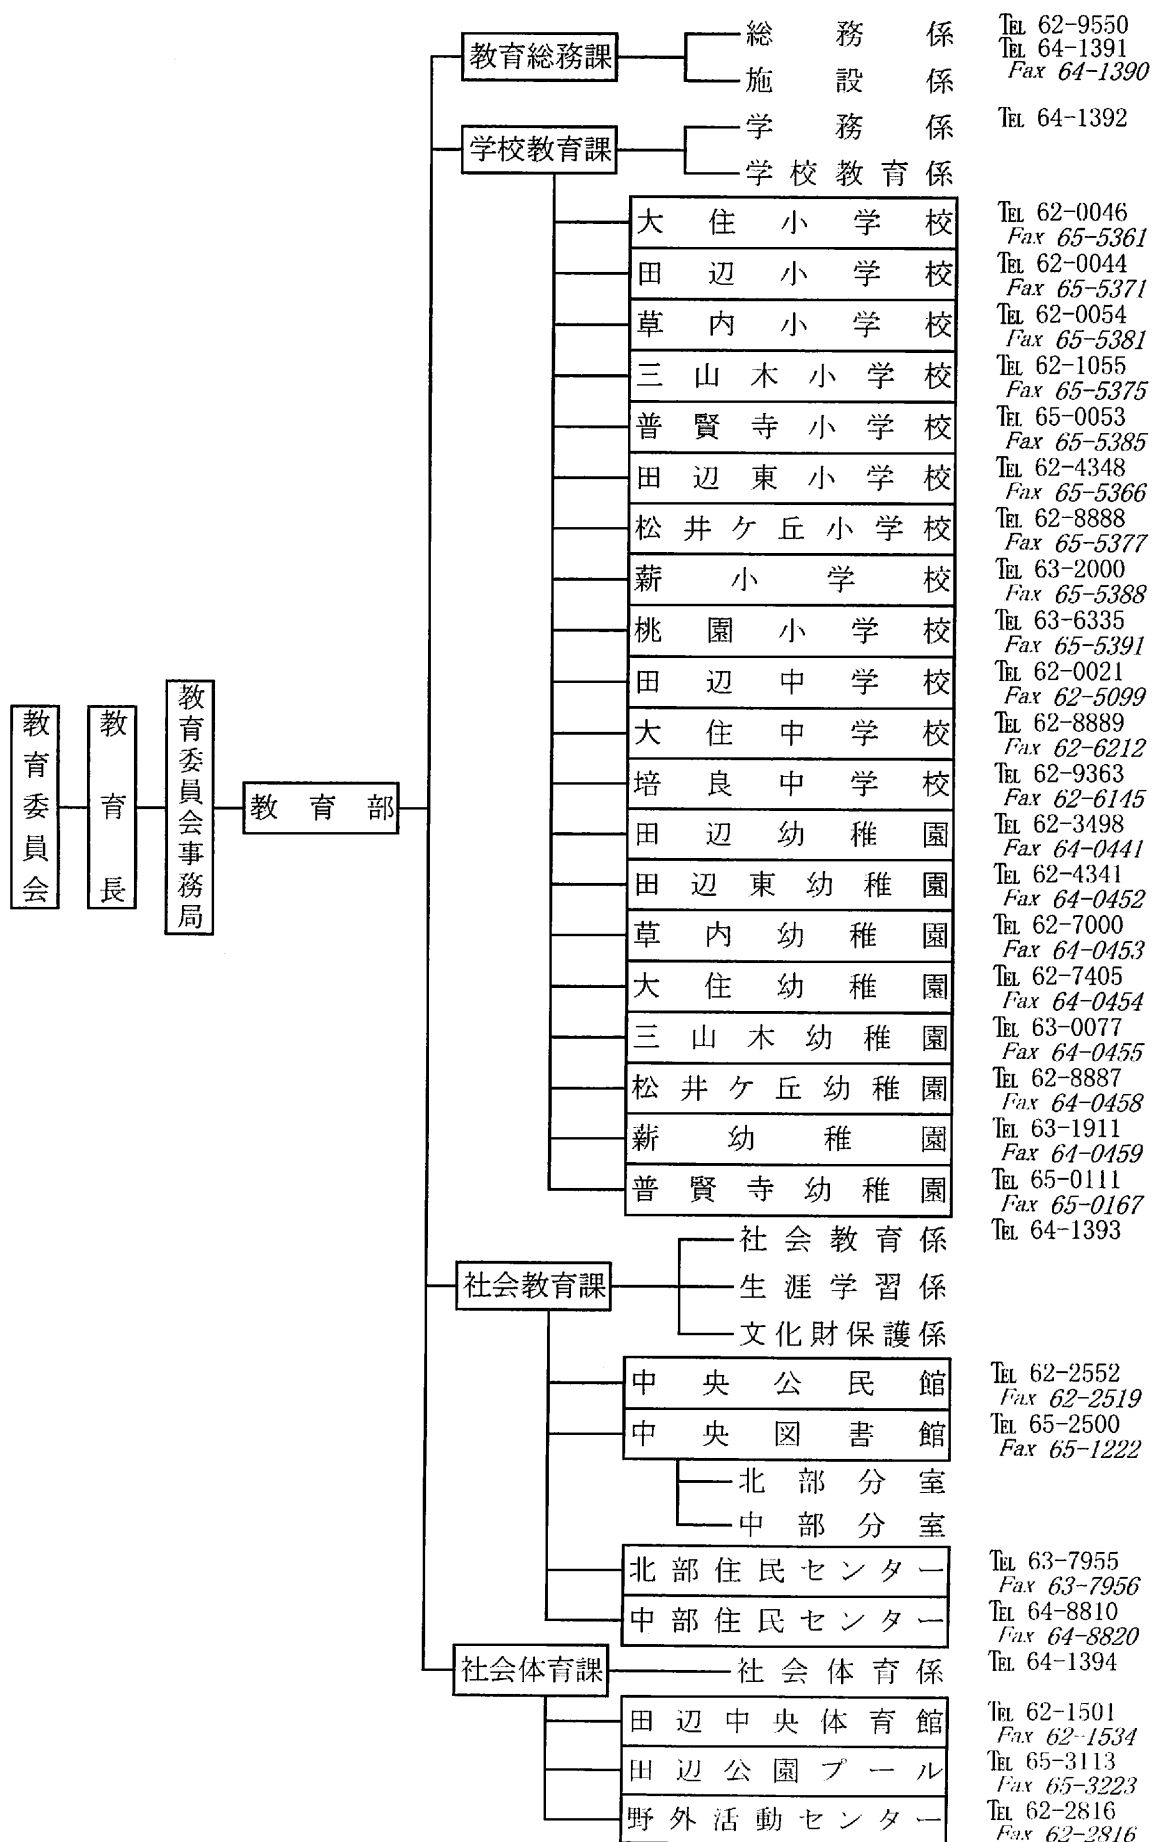 教育委員会
教育長
教育委員会事務局
教育部
教育総務課
総務係 TEL 62-9550
TEL 64-1391
Fax 64-1390
施設係
学校教育課
学務係 TEL 64-1392
学校教育係
大住小学校 TEL 62-0046
Fax 65-5361
田辺小学校 TEL 62-0044
Fax 65-5371
草内小学校 TEL 62-0054
Fax 65-5381
三山木小学校 TEL 62-1055
Fax 65-5375
普賢寺小学校 TEL 65-0053
Fax 65-5385
田辺東小学校 TEL 62-4348
Fax 65-5366
松井ケ丘小学校 TEL 62-8888
Fax 65-5377
薪小学校 TEL 63-2000
Fax 65-5388
桃園小学校 TEL 63-6335
Fax 65-5391
田辺中学校 TEL 62-0021
Fax 62-5099
大住中学校 TEL 62-8889
Fax 62-6212
培良中学校 TEL 62-9363
Fax 62-6145
田辺幼稚園 TEL 62-3498
Fax 64-0441
田辺東幼稚園 TEL 62-4341
Fax 64-0452
草内幼稚園 TEL 62-7000
Fax 64-0453
大住幼稚園 TEL 62-7405
Fax 64-0454
三山木幼稚園 TEL 63-0077
Fax 64-0455
松井ケ丘幼稚園 TEL 62-8887
Fax 64-0458
薪幼稚園 TEL 63-1911
Fax 64-0459
普賢寺幼稚園 TEL 65-0111
Fax 65-0167
社会教育課
社会教育係 TEL 64-1393
生涯学習係
文化財保護係
中央公民館 TEL 62-2552
Fax 62-2519
中央図書館 TEL 65-2500
Fax 65-1222
北部分室
中部分室
北部住民センター TEL 63-7955
Fax 63-7956
中部住民センター TEL 64-8810
Fax 64-8820
社会体育課
社会体育係 TEL 64-1394
田辺中央体育館 TEL 62-1501
Fax 62-1534
田辺公園プール TEL 65-3113
Fax 65-3223
野外活動センター TEL 62-2816
Fax 62-2816